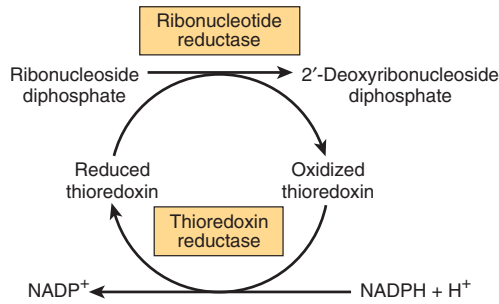 Ribonucleotide
reductase
Ribonucleoside
diphosphate
2′-Deoxyribonucleoside
diphosphate
Reduced
thioredoxin
Oxidized
thioredoxin
Thioredoxin
reductase
NADP⁺
NADPH + H⁺